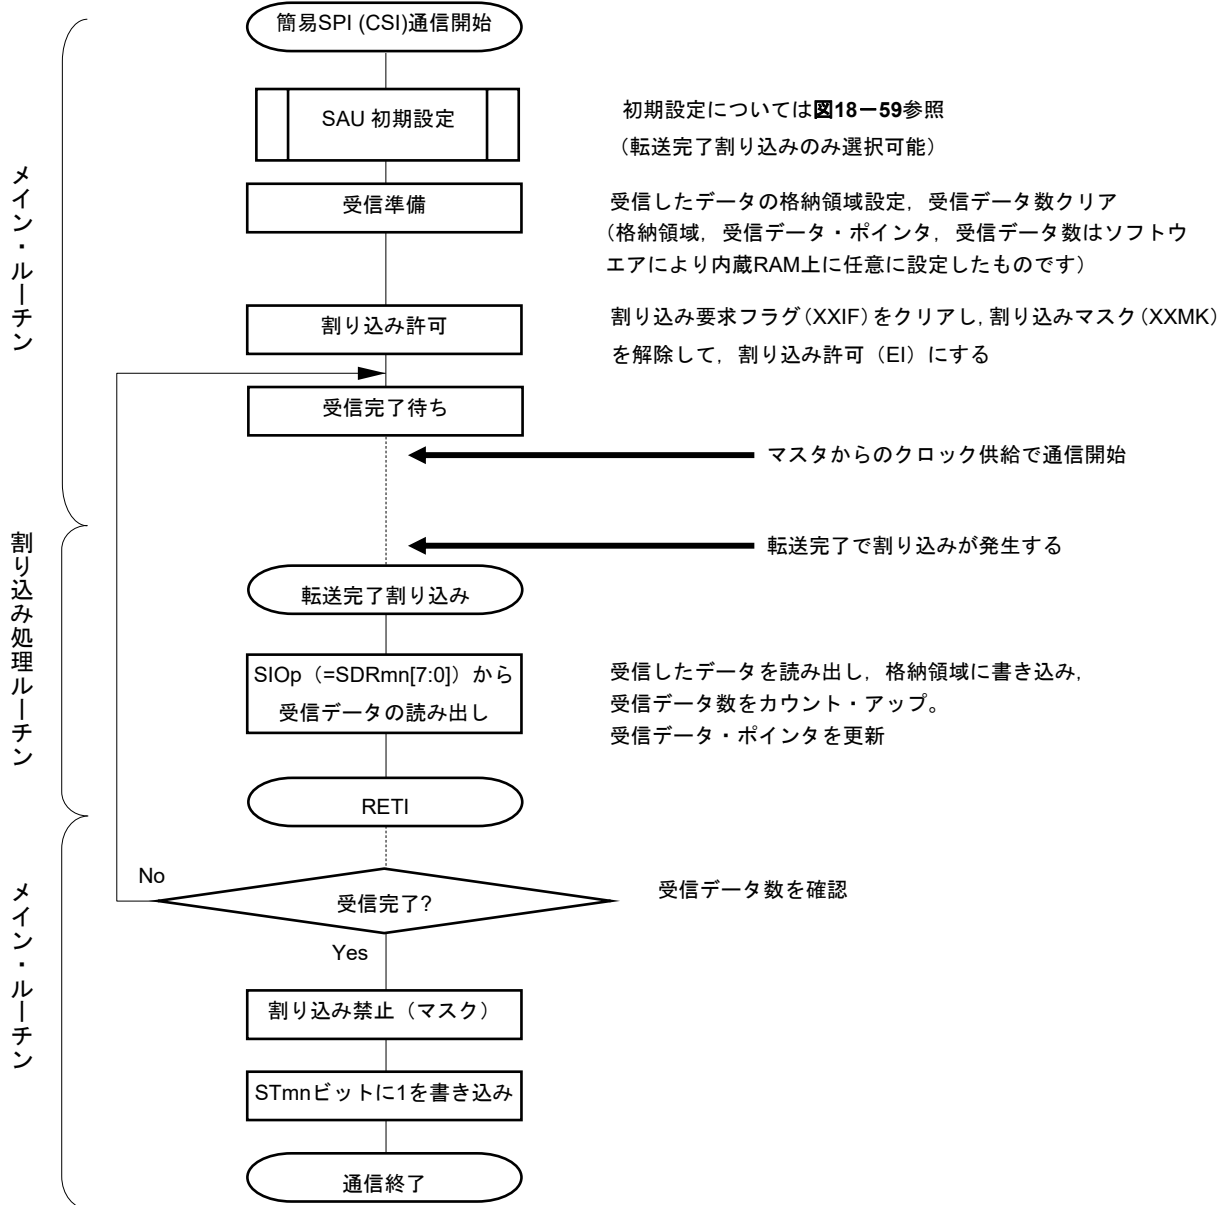 簡易SPI (CSI)通信開始
SAU 初期設定
初期設定については図18－59参照
（転送完了割り込みのみ選択可能）
受信準備
受信したデータの格納領域設定，受信データ数クリア
（格納領域，受信データ・ポインタ，受信データ数はソフトウ
エアにより内蔵RAM上に任意に設定したものです）
割り込み許可
割り込み要求フラグ（XXIF）をクリアし，割り込みマスク（XXMK）
を解除して，割り込み許可（EI）にする
メイン・ルーチン
受信完了待ち
マスタからのクロック供給で通信開始
転送完了で割り込みが発生する
割り込み処理ルーチン
転送完了割り込み
SIOp（=SDRmn[7:0]）から
受信データの読み出し
受信したデータを読み出し，格納領域に書き込み，
受信データ数をカウント・アップ。
受信データ・ポインタを更新
RETI
メイン・ルーチン
No
受信完了?
受信データ数を確認
Yes
割り込み禁止（マスク）
STmnビットに1を書き込み
通信終了